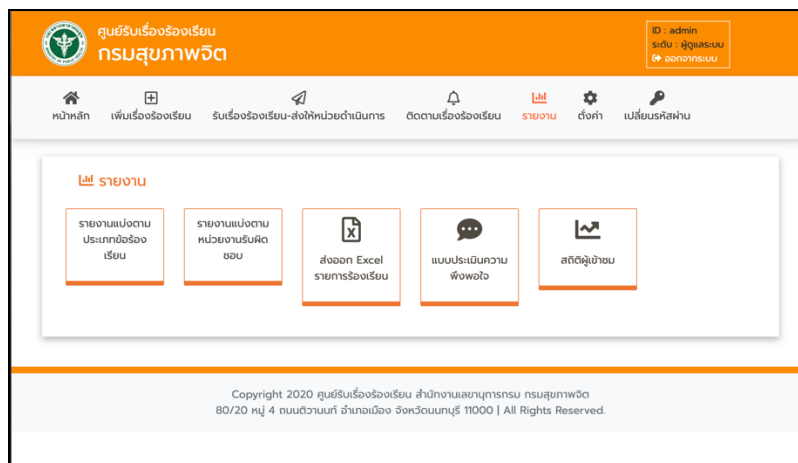 ศูนย์รับเรื่องร้องเรียน
กรมสุขภาพจิต
ID : admin
ระดับ : ผู้ดูแลระบบ
ออกจากระบบ
หน้าหลัก
เพิ่มเรื่องร้องเรียน
รับเรื่องร้องเรียน-ส่งให้หน่วยดำเนินการ
ติดตามเรื่องร้องเรียน
รายงาน
ตั้งค่า
เปลี่ยนรหัสผ่าน
รายงาน
รายงานแบ่งตาม
ประเภทข้อร้อง
เรียน
รายงานแบ่งตาม
หน่วยงานรับผิด
ชอบ
ส่งออก Excel
รายการร้องเรียน
แบบประเมินความ
พึงพอใจ
สถิติผู้เข้าชม
Copyright 2020 ศูนย์รับเรื่องร้องเรียน สำนักงานเลขานุการกรม กรมสุขภาพจิต
80/20 หมู่ 4 ถนนติวานนท์ อำเภอเมือง จังหวัดนนทบุรี 11000 | All Rights Reserved.